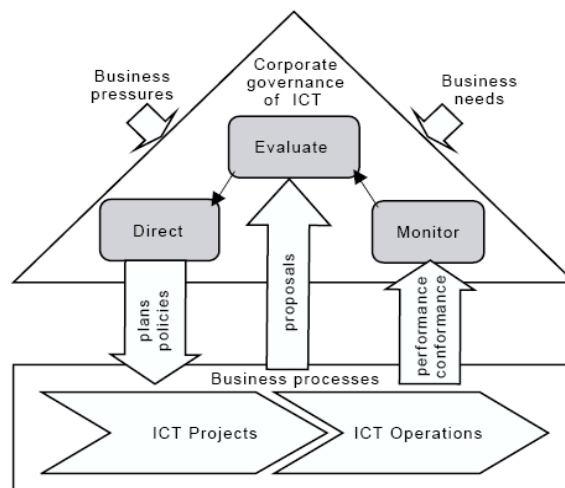 Corporate
governance
of ICT
Business
pressures
Business
needs
Evaluate
Direct
Monitor
plans
policies
proposals
performance
conformance
Business processes
ICT Projects
ICT Operations